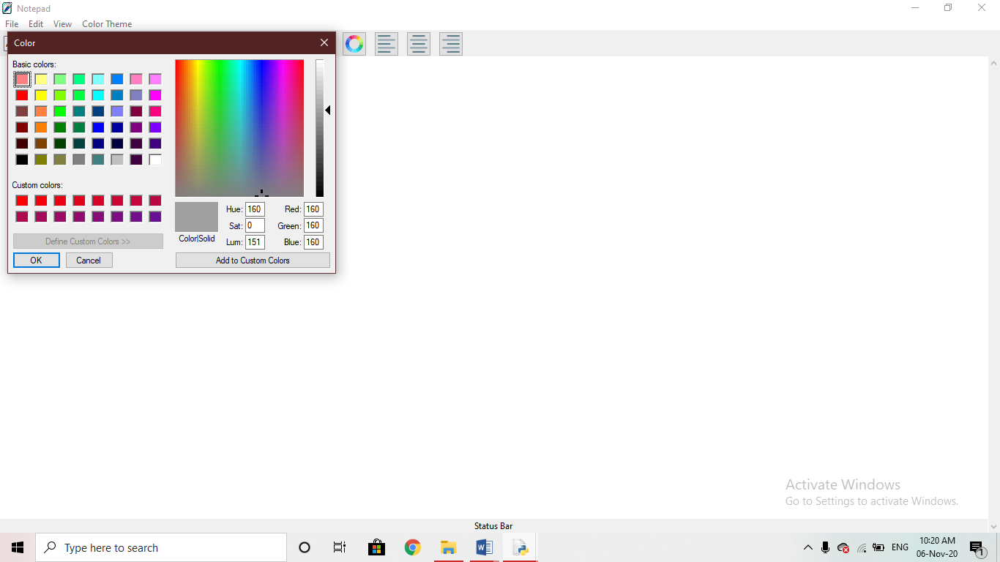 Notepad
File Edit View Color Theme
Color
Basic colors:
Custom colors:
Define Custom Colors >>
OK Cancel
Hue: 160 Red: 160
Sat: 0 Green: 160
Color|Solid
Lum: 151 Blue: 160
Add to Custom Colors
Activate Windows
Go to Settings to activate Windows.
Status Bar
Type here to search
ENG
10:20 AM
06-Nov-20
1